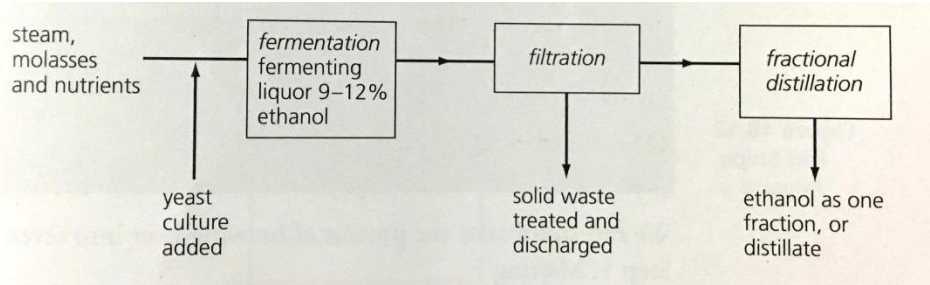 steam,
molasses
and nutrients
yeast
culture
added
fermentation
fermenting
liquor 9–12%
ethanol
filtration
solid waste
treated and
discharged
fractional
distillation
ethanol as one
fraction, or
distillate